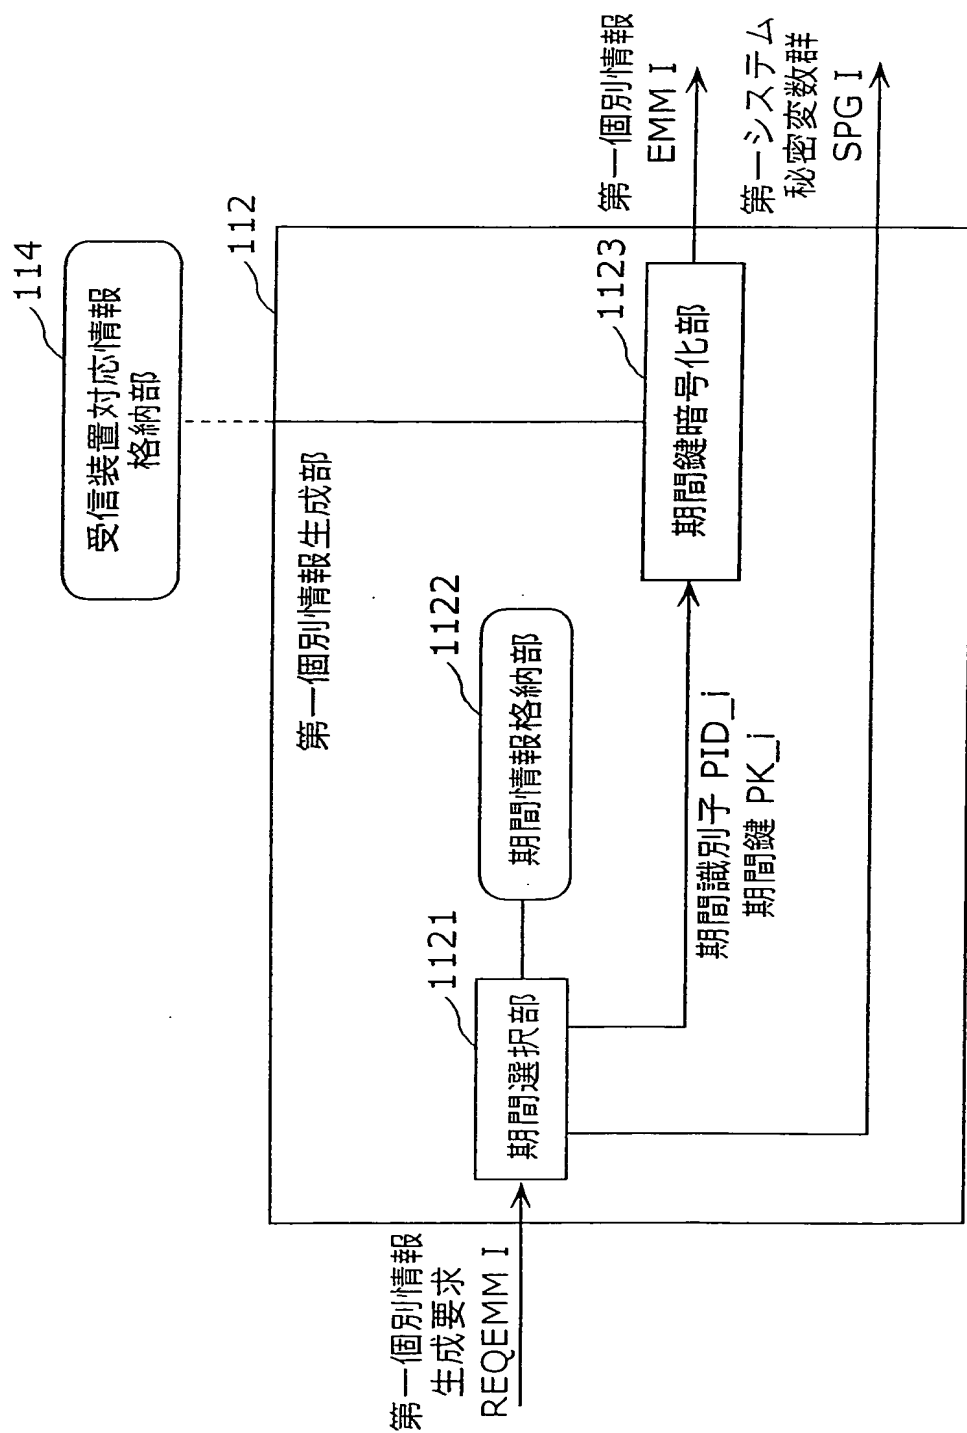 114
受信装置対応情報
格納部
112
第一個別情報生成部
第一個別情報
生成要求
REQEMM I
1121
期間選択部
1122
期間情報格納部
期間識別子 PID_i
期間鍵 PK_i
1123
期間鍵暗号化部
第一個別情報
EMM I
第一システム
秘密変数群
SPG I